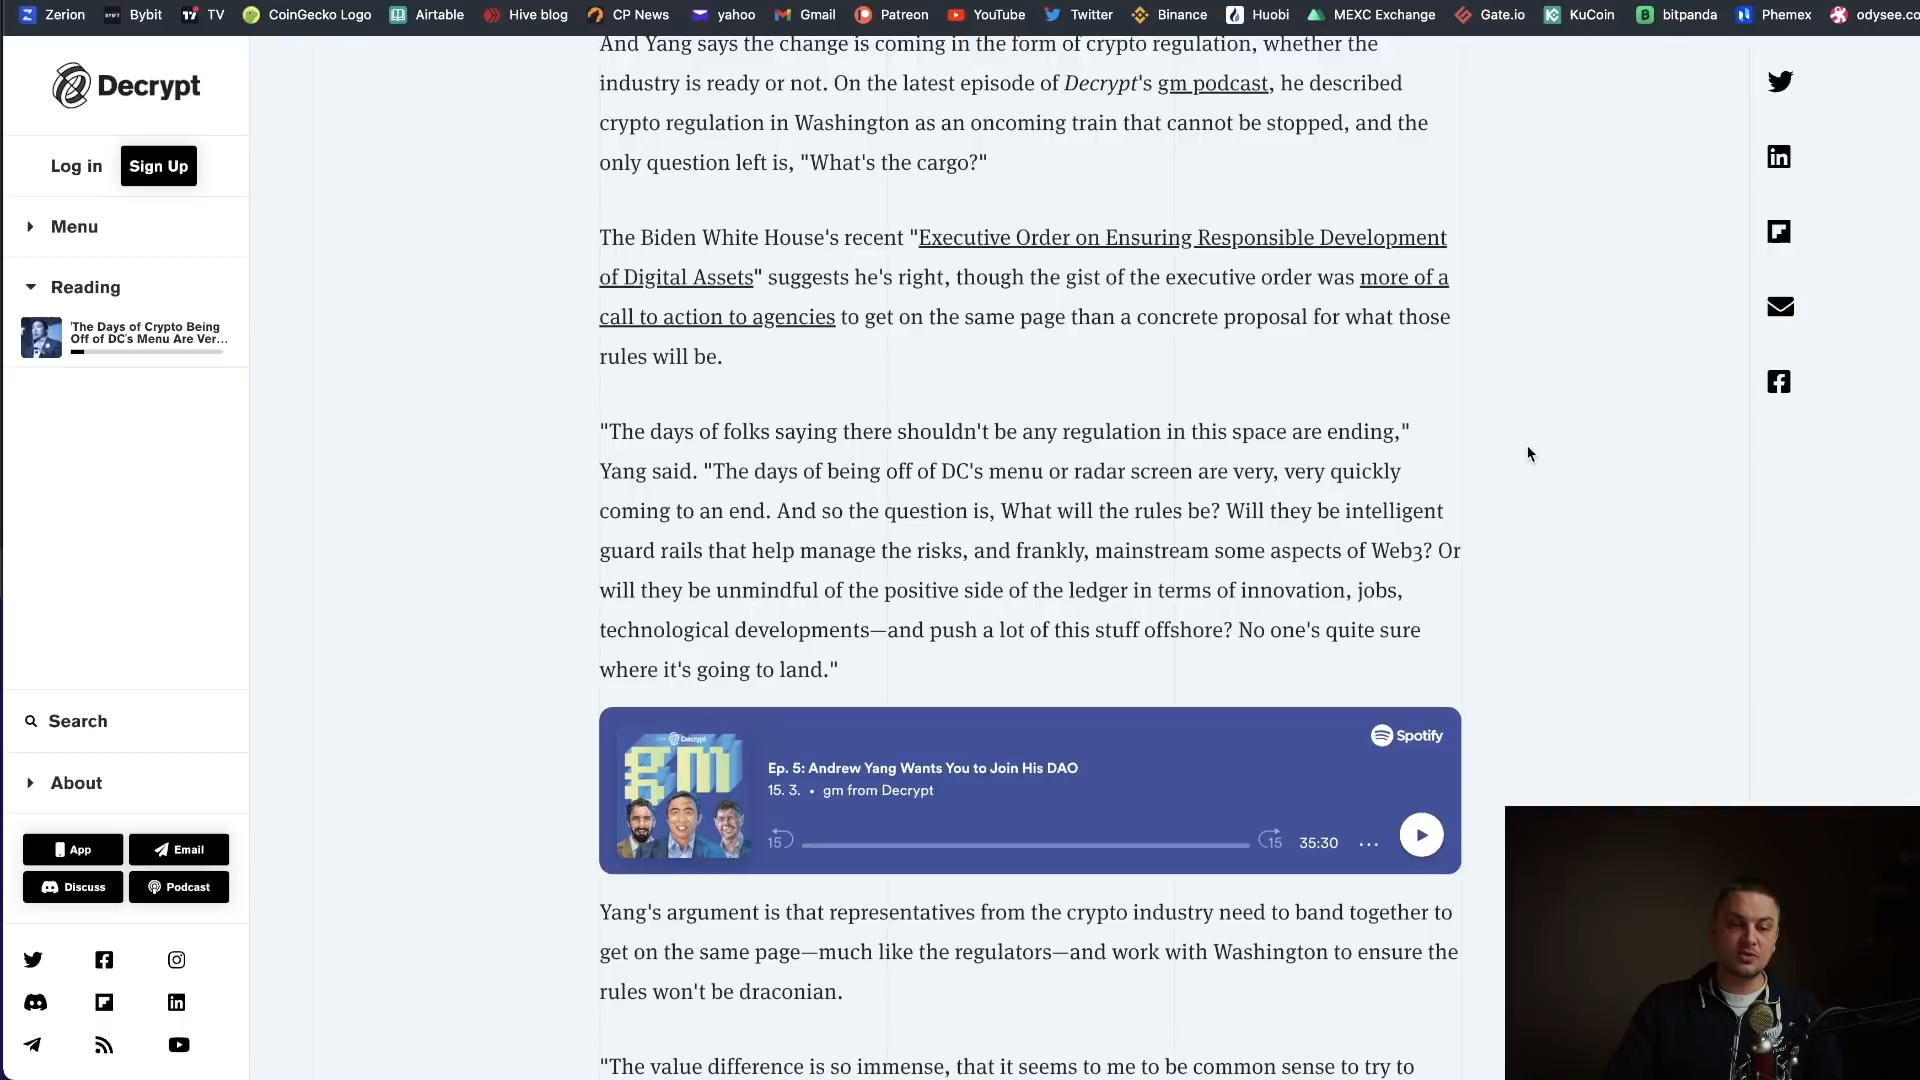 Zerion Bybit TV CoinGecko Logo Airtable Hive blog CP News yahoo Gmail Patreon YouTube Twitter Binance Huobi MEXC Exchange Gate.io KuCoin bitpanda Phemex odysee.co
Decrypt
Log in Sign Up
Menu
Reading
'The Days of Crypto Being
Off of DC's Menu Are Ver...
Search
About
App Email
Discuss Podcast
And Yang says the change is coming in the form of crypto regulation, whether the
industry is ready or not. On the latest episode of Decrypt's gm podcast, he described
crypto regulation in Washington as an oncoming train that cannot be stopped, and the
only question left is, "What's the cargo?"
The Biden White House's recent "Executive Order on Ensuring Responsible Development
of Digital Assets" suggests he's right, though the gist of the executive order was more of a
call to action to agencies to get on the same page than a concrete proposal for what those
rules will be.
"The days of folks saying there shouldn't be any regulation in this space are ending,"
Yang said. "The days of being off of DC's menu or radar screen are very, very quickly
coming to an end. And so the question is, What will the rules be? Will they be intelligent
guard rails that help manage the risks, and frankly, mainstream some aspects of Web3? Or
will they be unmindful of the positive side of the ledger in terms of innovation, jobs,
technological developments—and push a lot of this stuff offshore? No one's quite sure
where it's going to land."
Decrypt
gm
Spotify
Ep. 5: Andrew Yang Wants You to Join His DAO
15. 3. • gm from Decrypt
15 15 35:30 ...
Yang's argument is that representatives from the crypto industry need to band together to
get on the same page—much like the regulators—and work with Washington to ensure the
rules won't be draconian.
"The value difference is so immense, that it seems to me to be common sense to try to